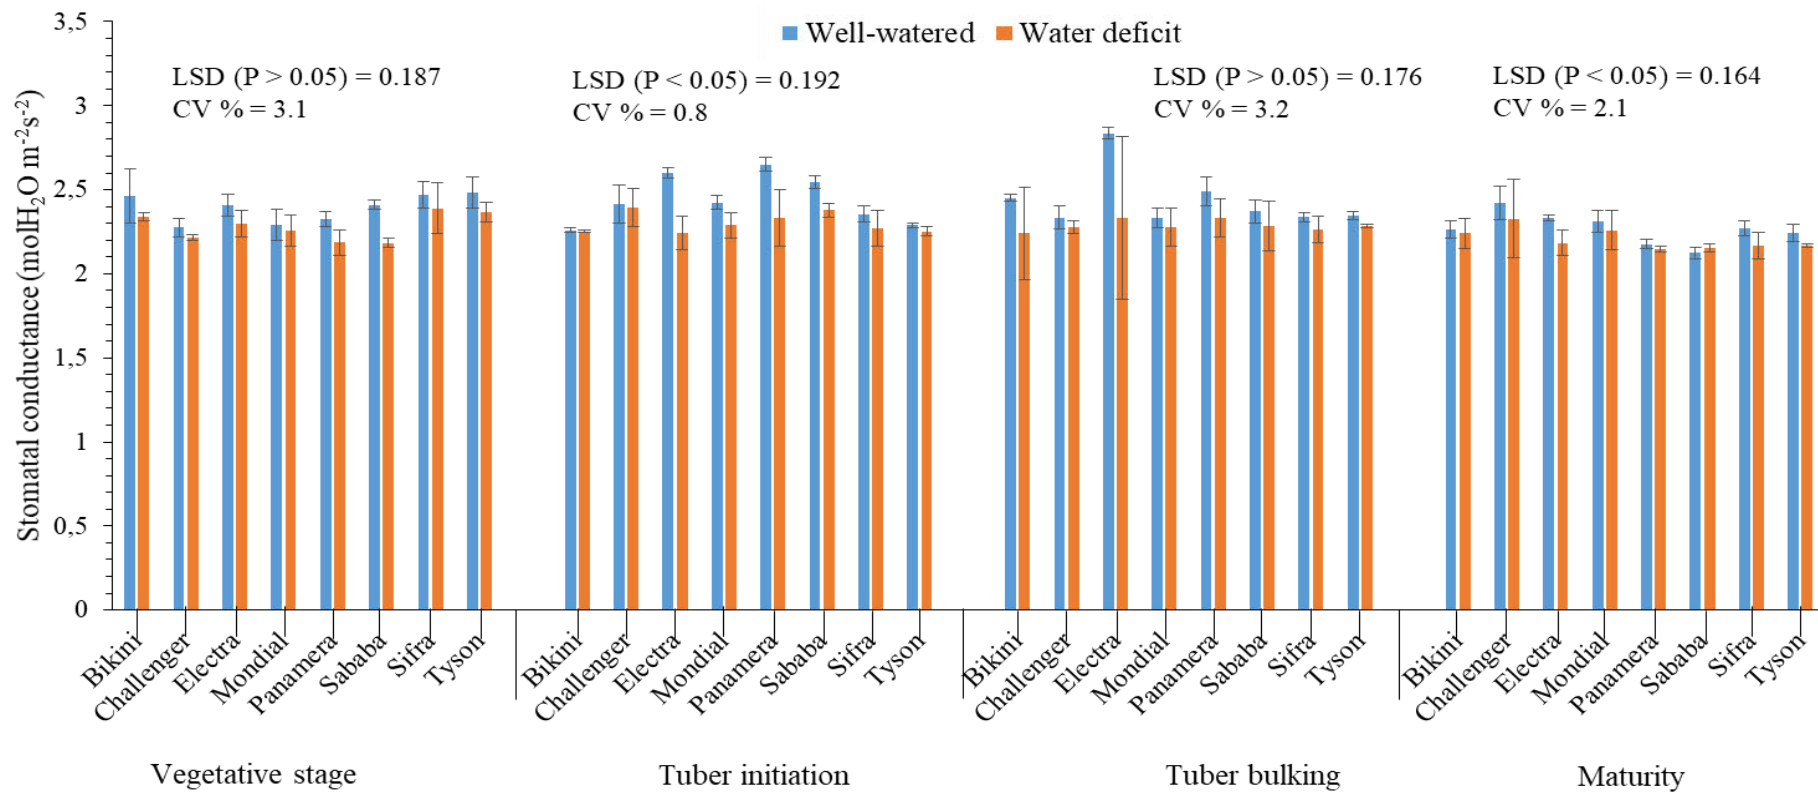 3,5
3
2,5
2
1,5
1
0,5
0
Stomatal conductance (molH₂O m⁻²s⁻²)
Well-watered
Water deficit
LSD (P > 0.05) = 0.187
CV % = 3.1
LSD (P < 0.05) = 0.192
CV % = 0.8
LSD (P > 0.05) = 0.176
CV % = 3.2
LSD (P < 0.05) = 0.164
CV % = 2.1
Bikini
Challenger
Electra
Mondial
Panamera
Sababa
Sifra
Tyson
Bikini
Challenger
Electra
Mondial
Panamera
Sababa
Sifra
Tyson
Bikini
Challenger
Electra
Mondial
Panamera
Sababa
Sifra
Tyson
Bikini
Challenger
Electra
Mondial
Panamera
Sababa
Sifra
Tyson
Vegetative stage
Tuber initiation
Tuber bulking
Maturity